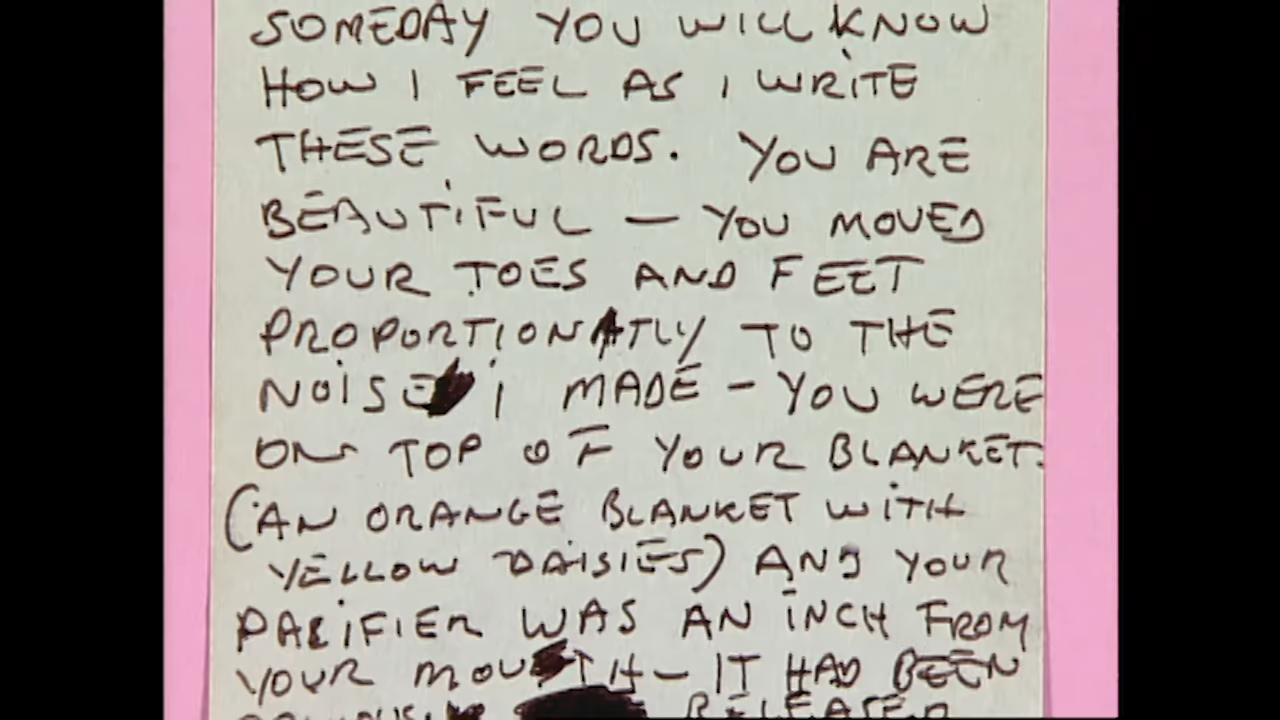 SOMEDAY YOU WILL KNOW
HOW I FEEL AS I WRITE
THESE WORDS. YOU ARE
BEAUTIFUL — YOU MOVED
YOUR TOES AND FEET
PROPORTIONATLY TO THE
NOISE I MADE - YOU WERE
ON TOP OF YOUR BLANKET.
(AN ORANGE BLANKET WITH
YELLOW DAISIES) AND YOUR
PACIFIER WAS AN INCH FROM
YOUR MOUTH - IT HAD BEEN
RELEASED